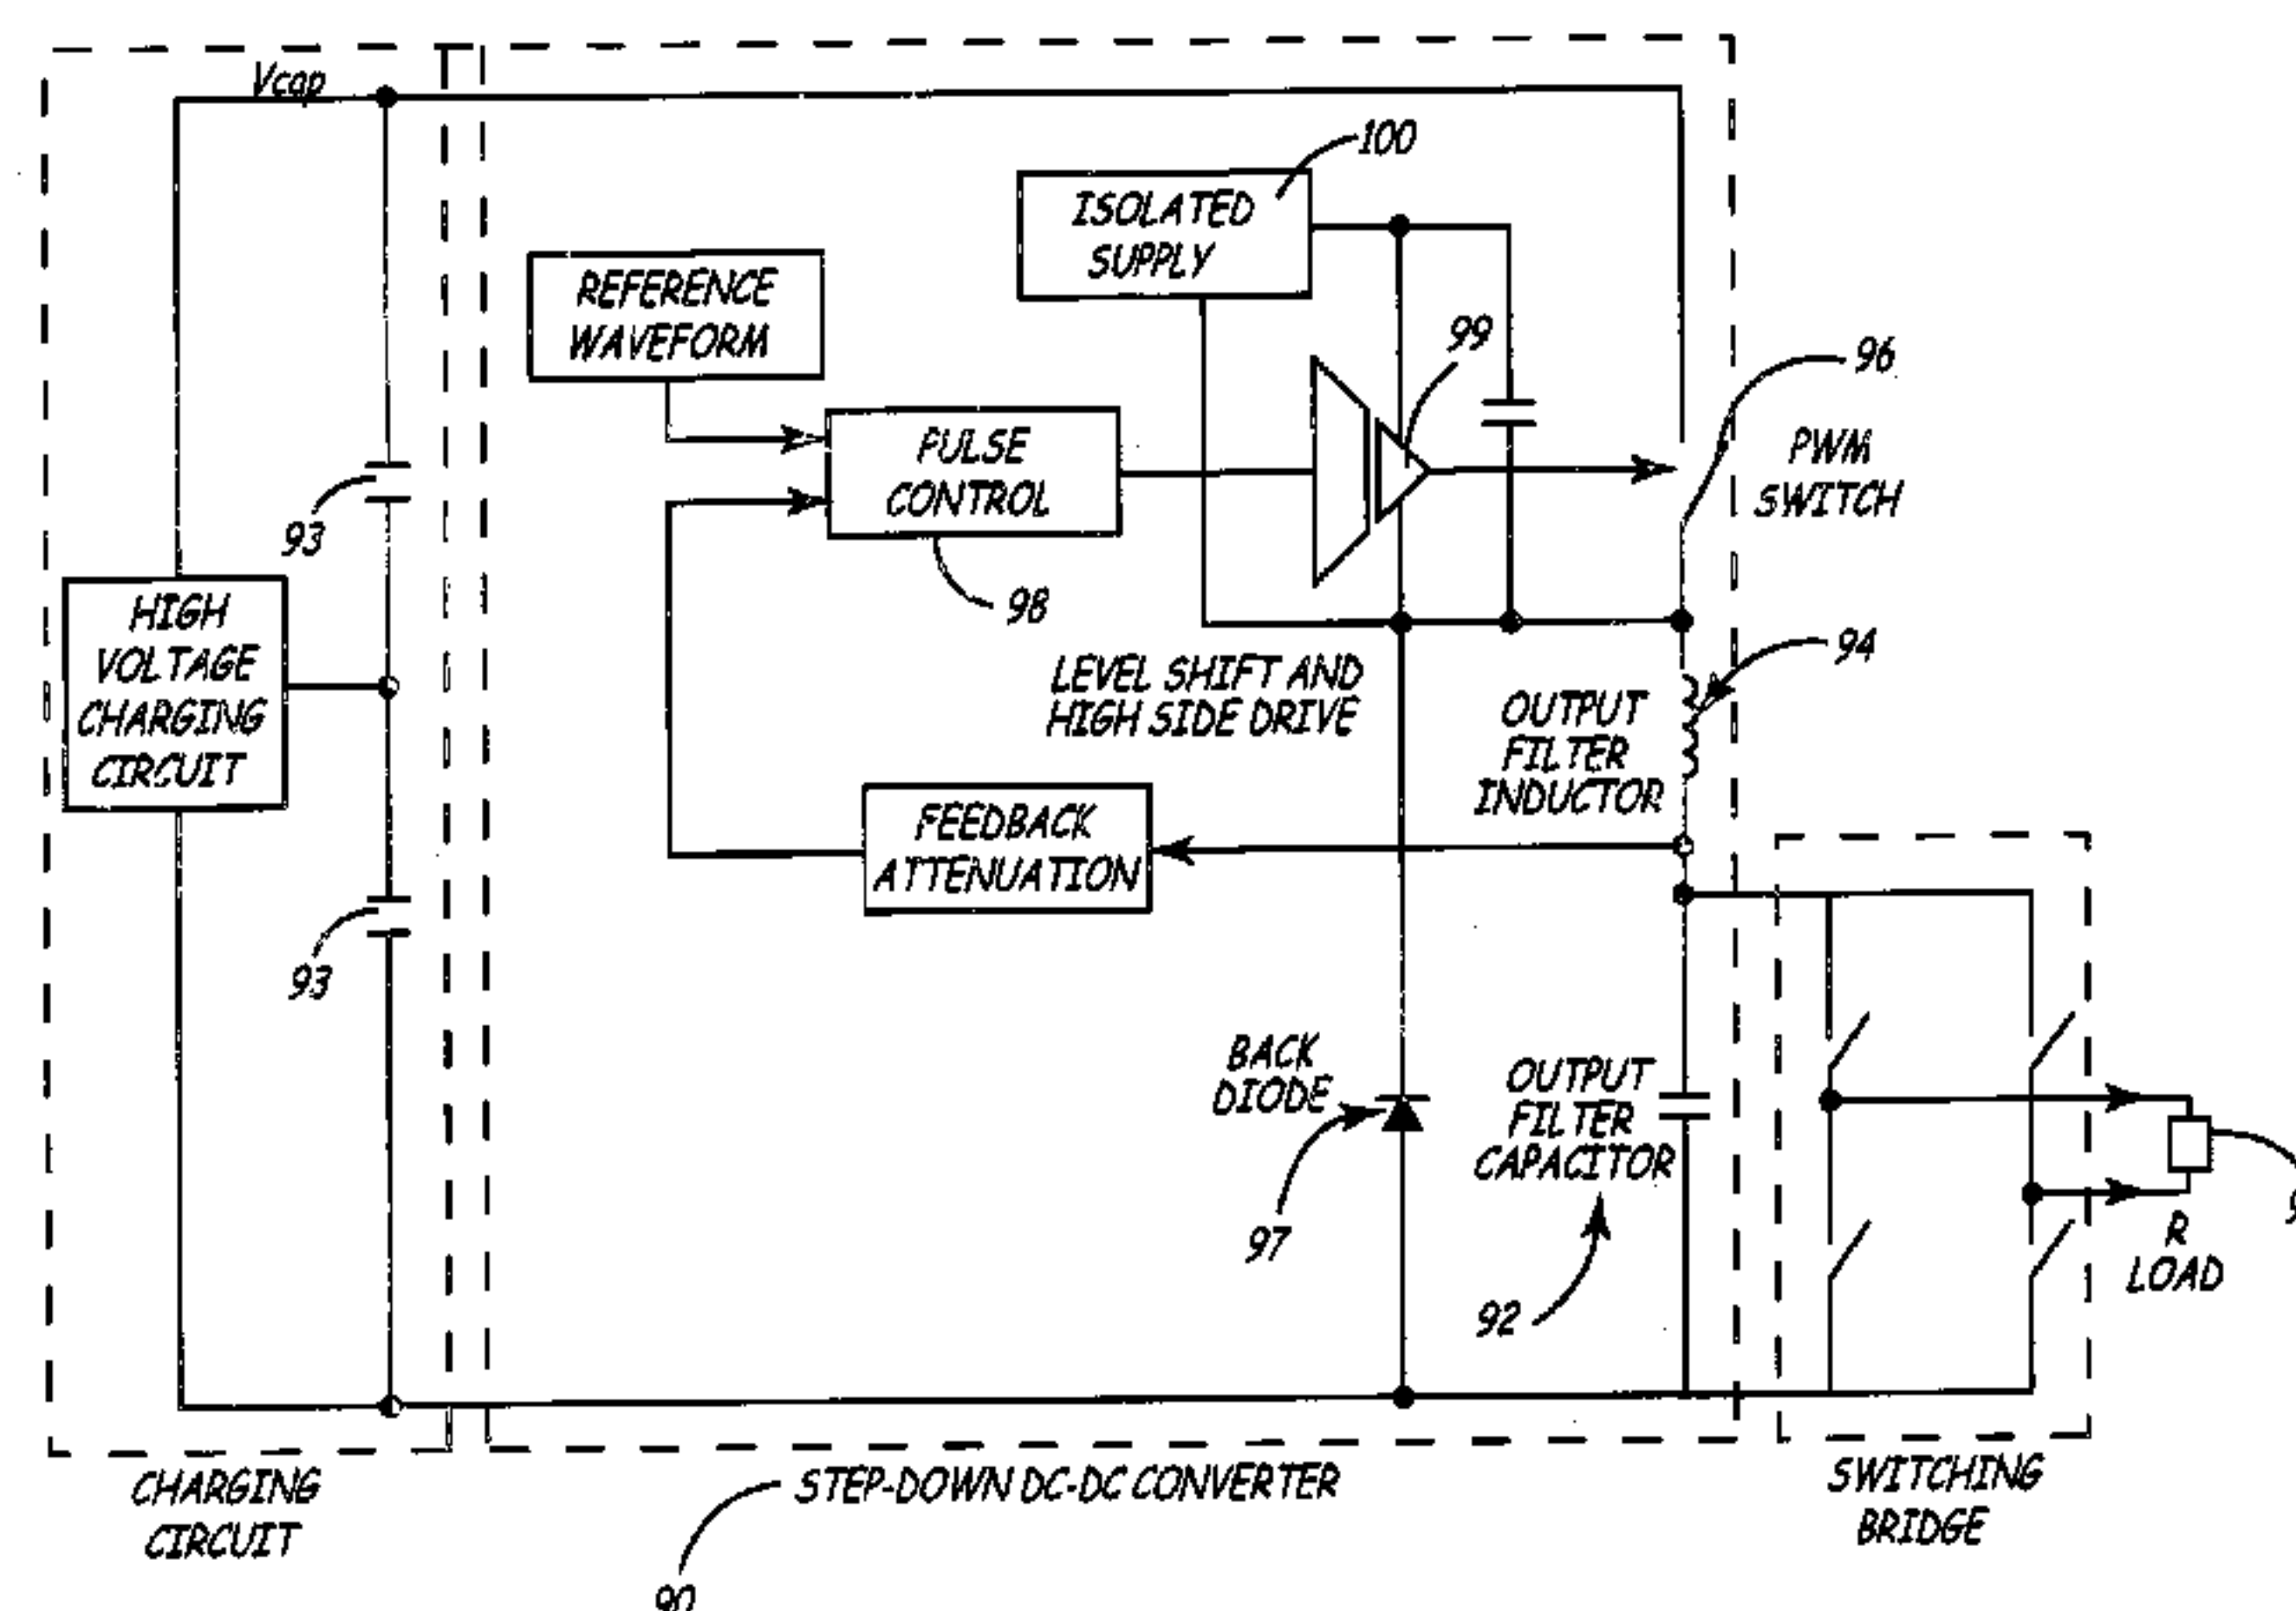 Vcap
100
ISOLATED
SUPPLY
REFERENCE
WAVEFORM
99
96
PULSE
CONTROL
PWM
SWITCH
93
98
HIGH
VOLTAGE
CHARGING
CIRCUIT
94
LEVEL SHIFT AND
HIGH SIDE DRIVE
OUTPUT
FILTER
INDUCTOR
FEEDBACK
ATTENUATION
93
BACK
DIODE
OUTPUT
FILTER
CAPACITOR
97
92
R
LOAD
CHARGING
CIRCUIT
STEP-DOWN DC-DC CONVERTER
SWITCHING
BRIDGE
90